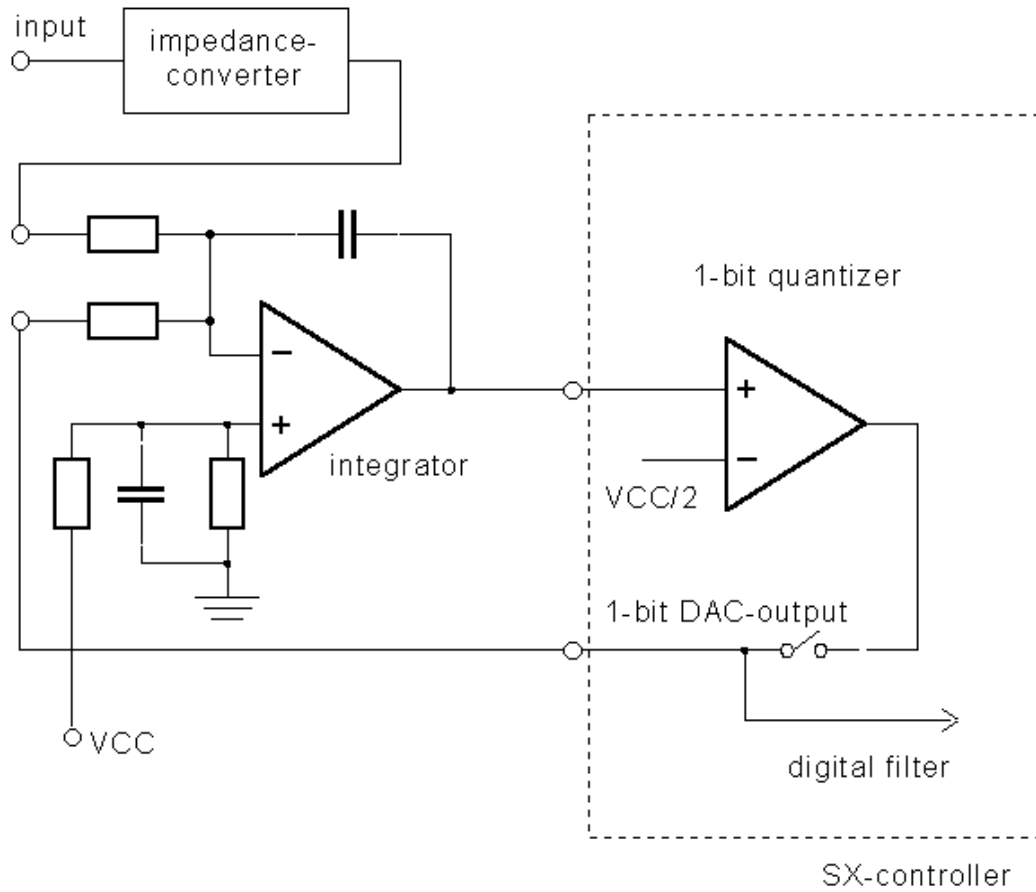 input
impedance-
converter
1-bit quantizer
−
+
integrator
+
−
VCC/2
1-bit DAC-output
VCC
digital filter
SX-controller